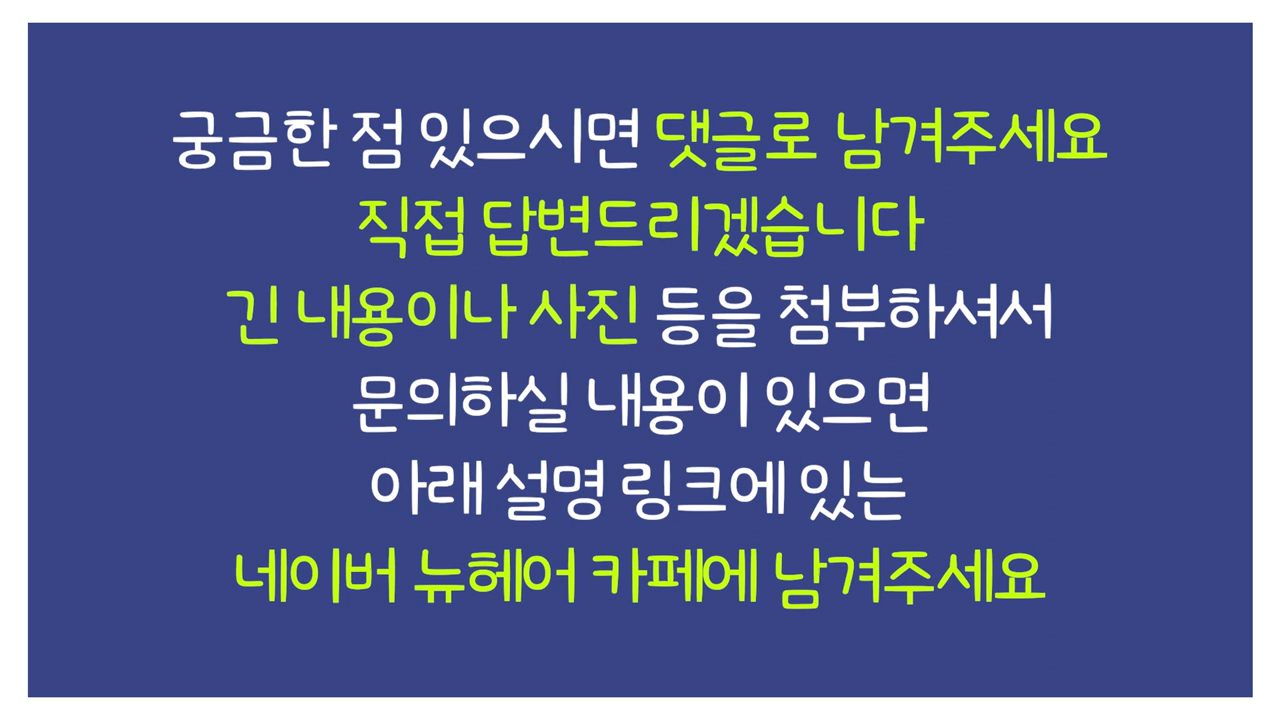 궁금한 점 있으시면 댓글로 남겨주세요
직접 답변드리겠습니다
긴 내용이나 사진 등을 첨부하셔서
문의하실 내용이 있으면
아래 설명 링크에 있는
네이버 뉴헤어 카페에 남겨주세요